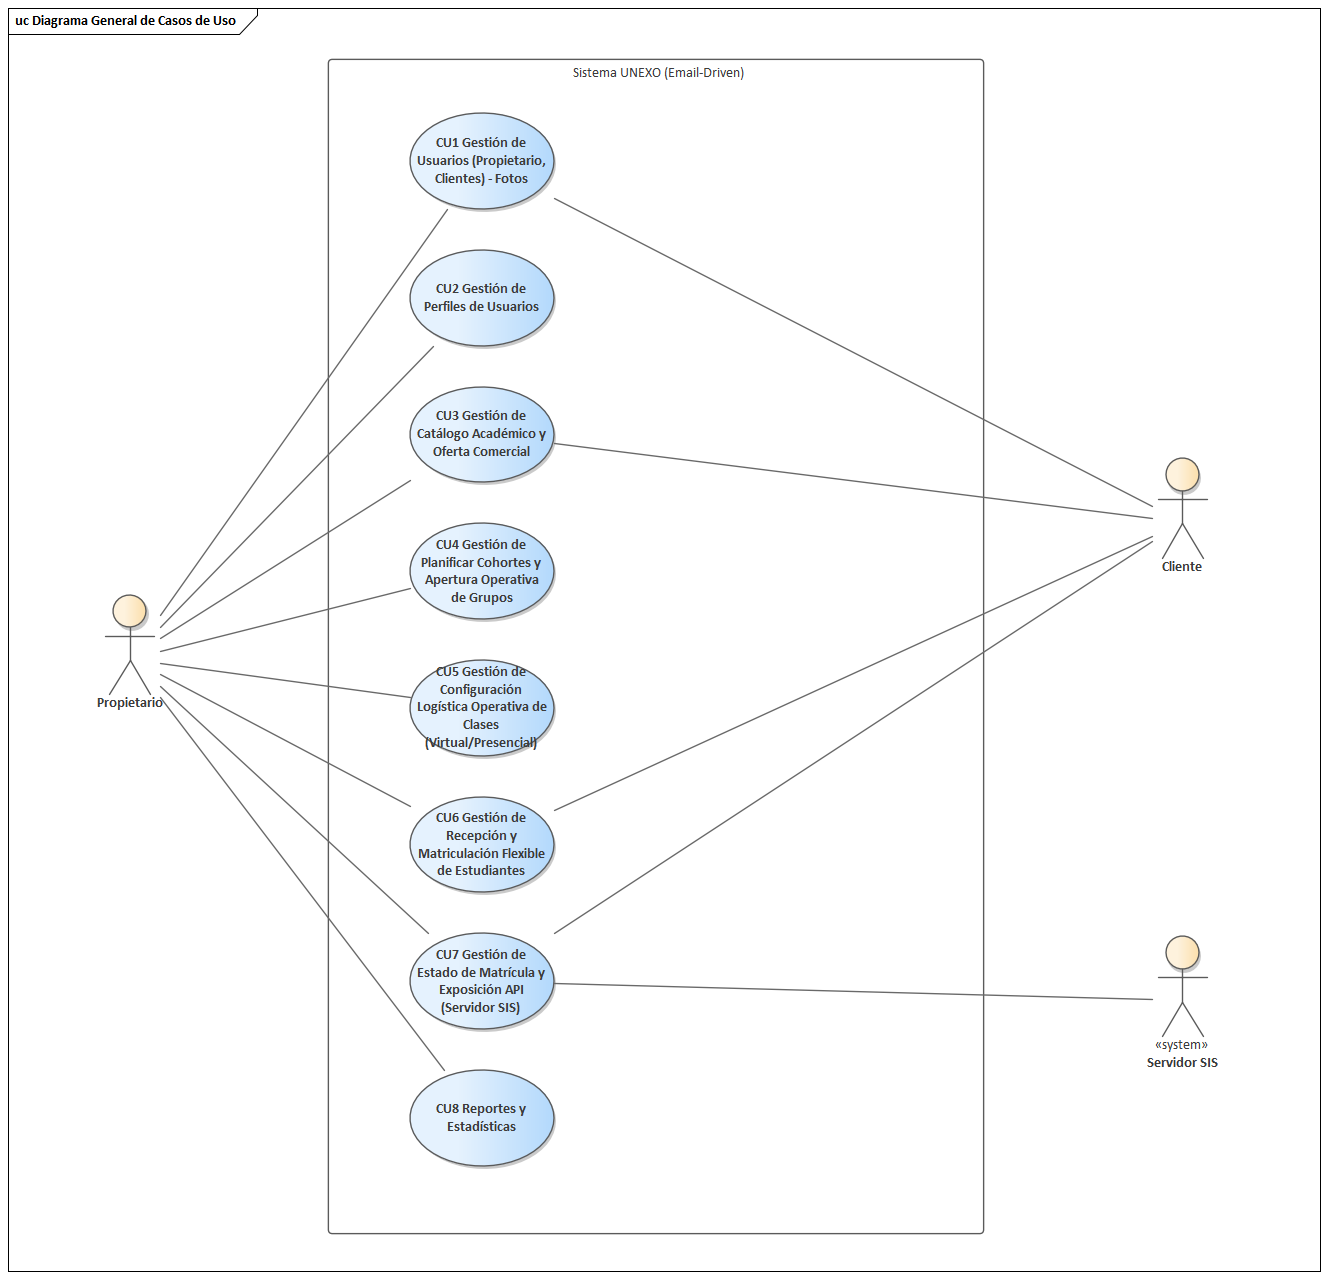 uc Diagrama General de Casos de Uso
Sistema UNEXO (Email-Driven)
CU1 Gestión de
Usuarios (Propietario,
Clientes) - Fotos
CU2 Gestión de
Perfiles de Usuarios
CU3 Gestión de
Catálogo Académico y
Oferta Comercial
CU4 Gestión de
Planificar Cohortes y
Apertura Operativa
de Grupos
Cliente
CU5 Gestión de
Configuración
Logística Operativa de
Clases
(Virtual/Presencial)
Propietario
CU6 Gestión de
Recepción y
Matriculación Flexible
de Estudiantes
CU7 Gestión de
Estado de Matrícula y
Exposición API
(Servidor SIS)
«system»
Servidor SIS
CU8 Reportes y
Estadísticas